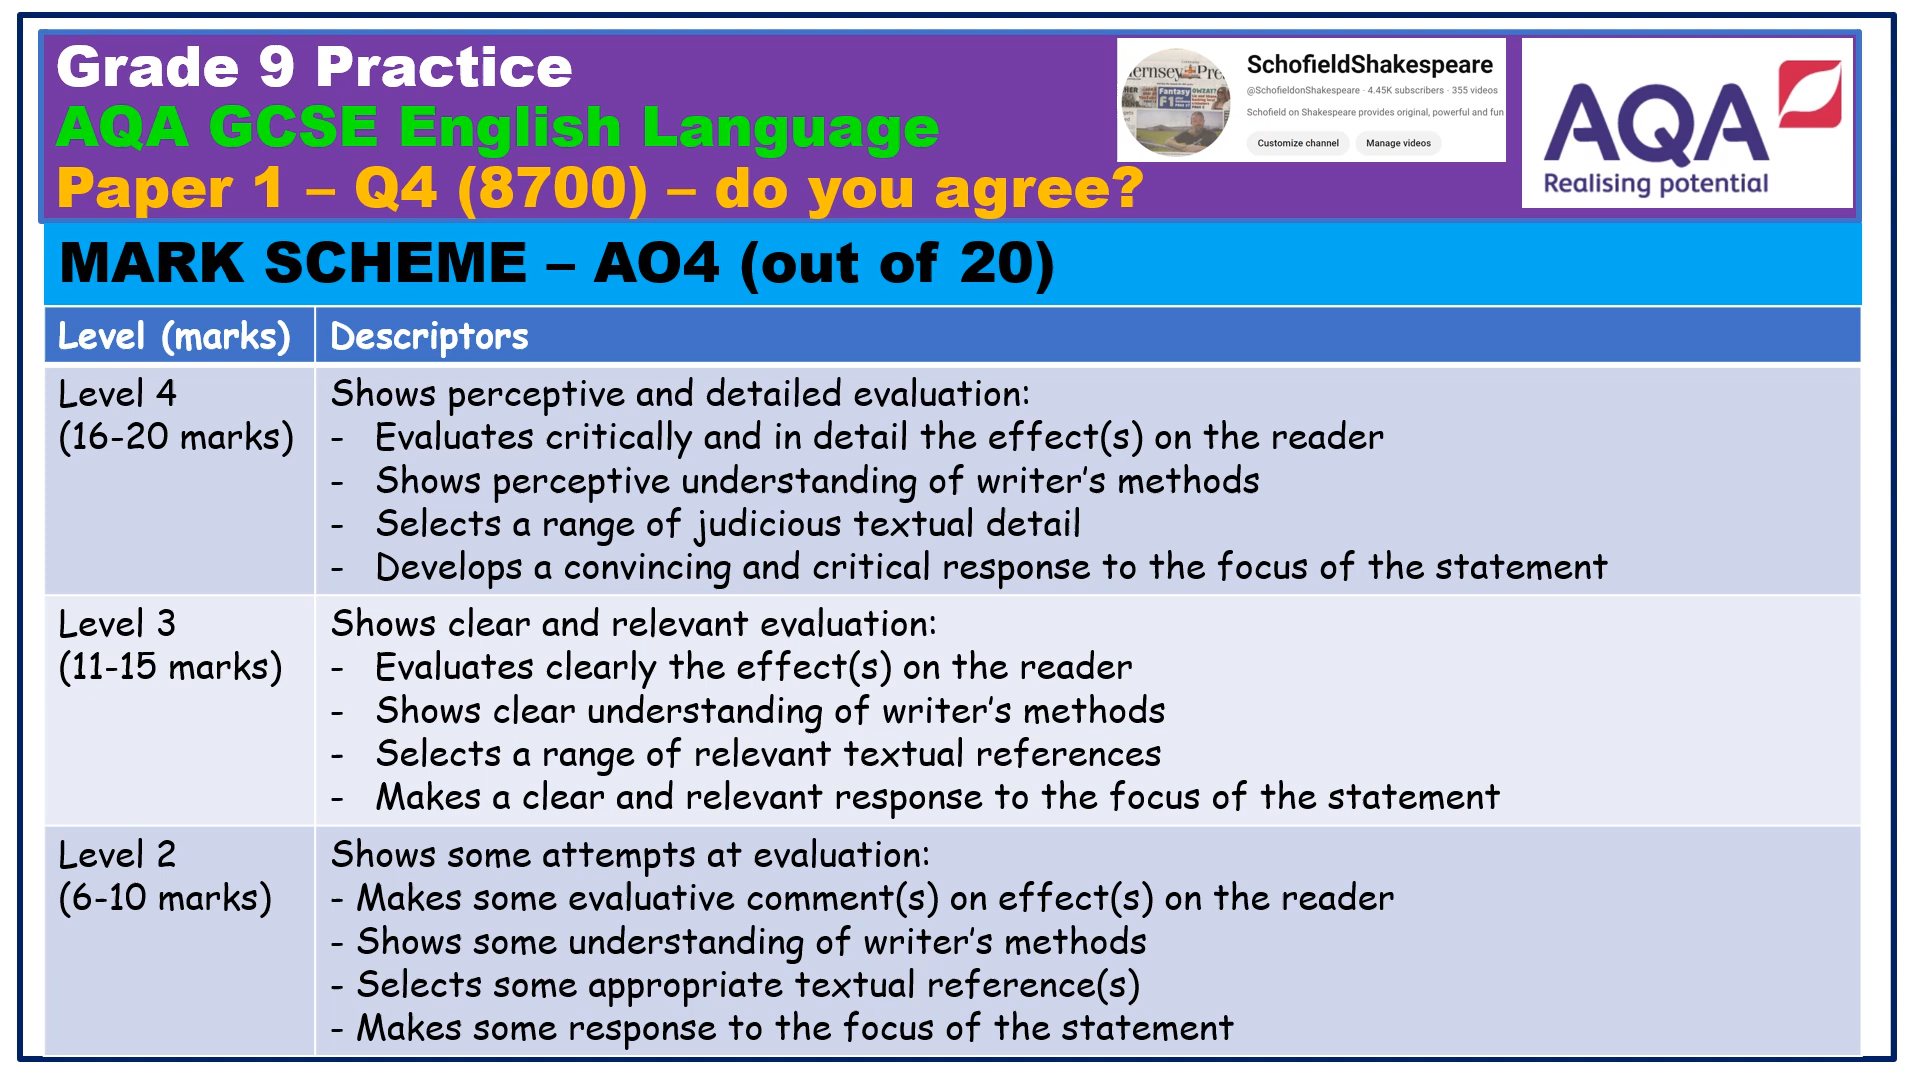 Grade 9 Practice
AQA GCSE English Language
Paper 1 – Q4 (8700) – do you agree?
SchofieldShakespeare
@SchofieldonShakespeare · 4.45K subscribers · 355 videos
Schofield on Shakespeare provides original, powerful and fun
Customize channel
Manage videos
AQA
Realising potential
MARK SCHEME – AO4 (out of 20)
Level (marks)
Descriptors
Level 4
(16-20 marks)
Shows perceptive and detailed evaluation:
- Evaluates critically and in detail the effect(s) on the reader
- Shows perceptive understanding of writer's methods
- Selects a range of judicious textual detail
- Develops a convincing and critical response to the focus of the statement
Level 3
(11-15 marks)
Shows clear and relevant evaluation:
- Evaluates clearly the effect(s) on the reader
- Shows clear understanding of writer's methods
- Selects a range of relevant textual references
- Makes a clear and relevant response to the focus of the statement
Level 2
(6-10 marks)
Shows some attempts at evaluation:
- Makes some evaluative comment(s) on effect(s) on the reader
- Shows some understanding of writer's methods
- Selects some appropriate textual reference(s)
- Makes some response to the focus of the statement